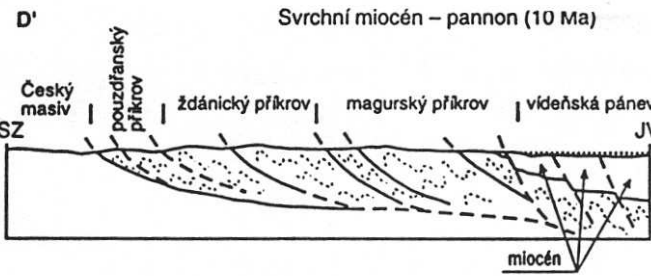 D'
Svrchní miocén – pannon (10 Ma)
Český
masiv
pouzdřanský
příkrov
ždánický příkrov
magurský příkrov
vídeňská pánev
SZ
JV
miocén